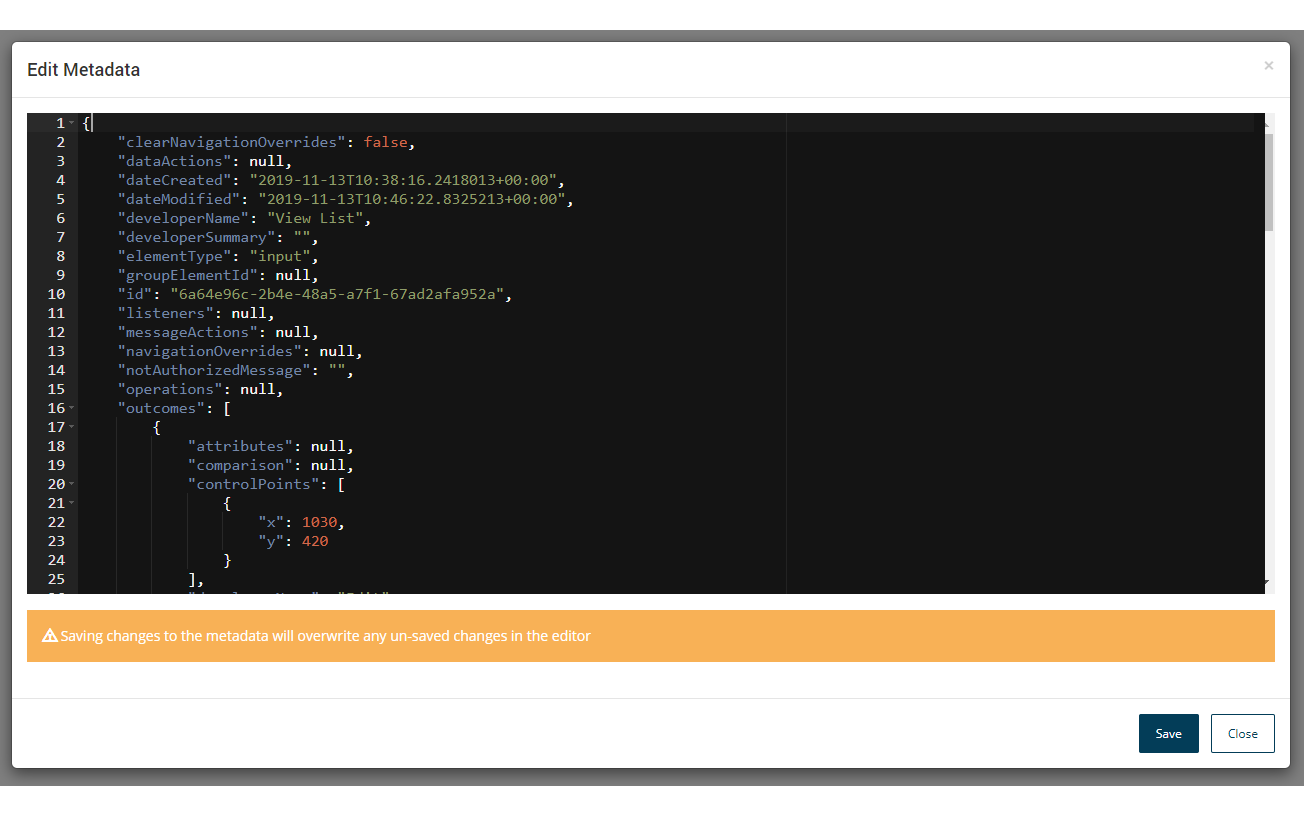 Edit Metadata
×
1 {
2 "clearNavigationOverrides": false,
3 "dataActions": null,
4 "dateCreated": "2019-11-13T10:38:16.2418013+00:00",
5 "dateModified": "2019-11-13T10:46:22.8325213+00:00",
6 "developerName": "View List",
7 "developerSummary": "",
8 "elementType": "input",
9 "groupElementId": null,
10 "id": "6a64e96c-2b4e-48a5-a7f1-67ad2afa952a",
11 "listeners": null,
12 "messageActions": null,
13 "navigationOverrides": null,
14 "notAuthorizedMessage": "",
15 "operations": null,
16 "outcomes": [
17 {
18 "attributes": null,
19 "comparison": null,
20 "controlPoints": [
21 {
22 "x": 1030,
23 "y": 420
24 }
25 ],
Saving changes to the metadata will overwrite any un-saved changes in the editor
Save Close